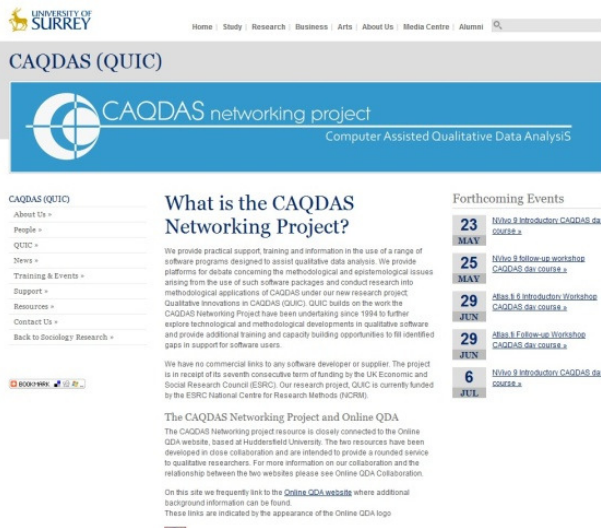 UNIVERSITY OF
SURREY
Home | Study | Research | Business | Arts | About Us | Media Centre | Alumni
CAQDAS (QUIC)
CAQDAS networking project
Computer Assisted Qualitative Data AnalysiS
CAQDAS (QUIC)
About Us »
People »
QUIC »
News »
Training & Events »
Support »
Resources »
Contact Us »
Back to Sociology Research »
BOOKMARK
What is the CAQDAS
Networking Project?
We provide practical support, training and information in the use of a range of
software programs designed to assist qualitative data analysis. We provide
platforms for debate concerning the methodological and epistemological issues
arising from the use of such software packages and conduct research into
methodological applications of CAQDAS under our new research project;
Qualitative Innovations in CAQDAS (QUIC). QUIC builds on the work the
CAQDAS Networking Project have been undertaking since 1994 to further
explore technological and methodological developments in qualitative software
and provide additional training and capacity building opportunities to fill identified
gaps in support for software users.
We have no commercial links to any software developer or supplier. The project
is in receipt of its seventh consecutive term of funding by the UK Economic and
Social Research Council (ESRC). Our research project, QUIC is currently funded
by the ESRC National Centre for Research Methods (NCRM).
The CAQDAS Networking Project and Online QDA
The CAQDAS Networking project resource is closely connected to the Online
QDA website, based at Huddersfield University. The two resources have been
developed in close collaboration and are intended to provide a rounded service
to qualitative researchers. For more information on our collaboration and the
relationship between the two websites please see Online QDA Collaboration.
On this site we frequently link to the Online QDA website where additional
background information can be found.
These links are indicated by the appearance of the Online QDA logo
Forthcoming Events
23
MAY
NVivo 9 Introductory CAQDAS day
course »
25
MAY
NVivo 9 follow-up workshop
CAQDAS day course »
29
JUN
Atlas.ti 6 Introductory Workshop
CAQDAS day course »
29
JUN
Atlas.ti Follow-up Workshop
CAQDAS day course »
6
JUL
NVivo 9 Introductory CAQDAS da
course »